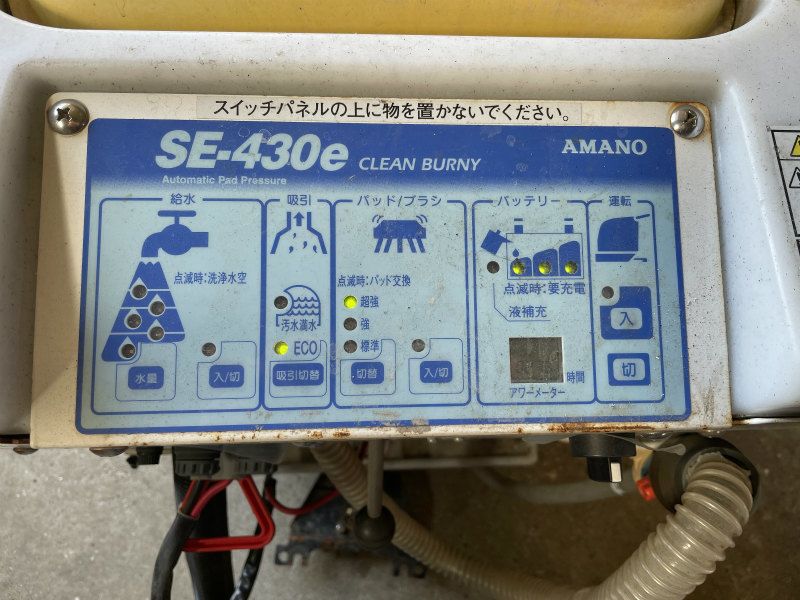 スイッチパネルの上に物を置かないでください。
SE-430e CLEAN BURNY
AMANO
Automatic Pad Pressure
給水
点滅時:洗浄水空
水量
入/切
吸引
汚水満水
ECO
吸引切替
パッド/ブラシ
点滅時:パッド交換
超強
強
標準
切替
入/切
バッテリー
点滅時:要充電
液補充
時間
アワーメーター
運転
入
切